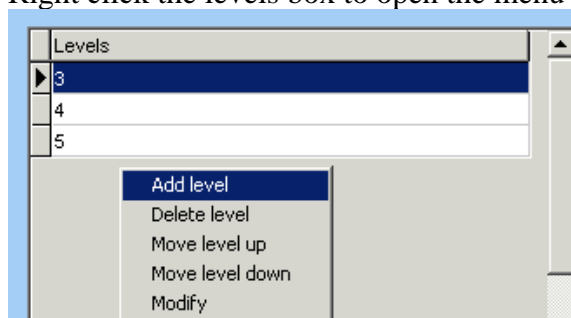 Right click the levels box to open the menu
Levels
3
4
5
Add level
Delete level
Move level up
Move level down
Modify